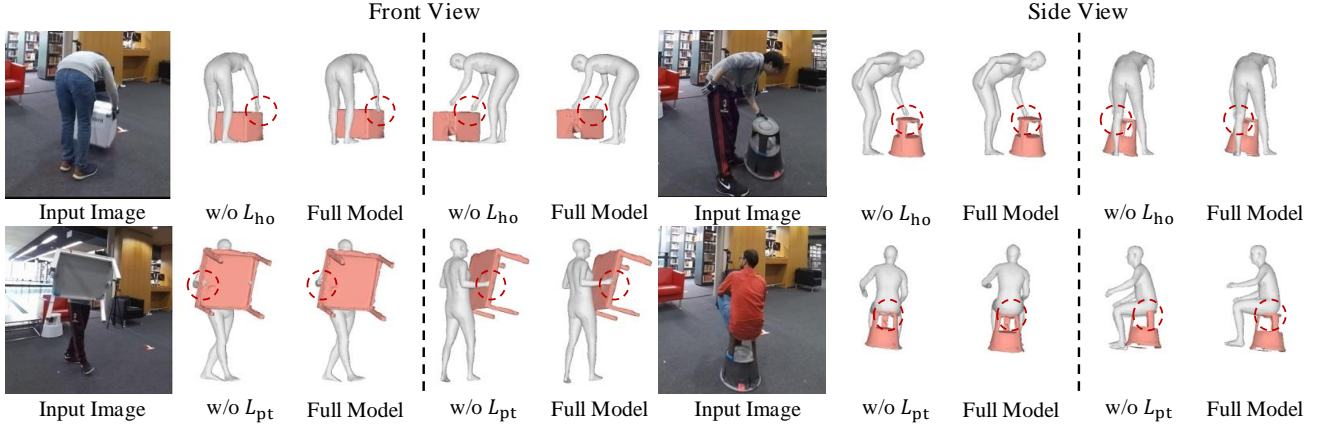 Front View Side View
Input Image w/o L_ho Full Model w/o L_ho Full Model Input Image w/o L_ho Full Model w/o L_ho Full Model
Input Image w/o L_pt Full Model w/o L_pt Full Model Input Image w/o L_pt Full Model w/o L_pt Full Model